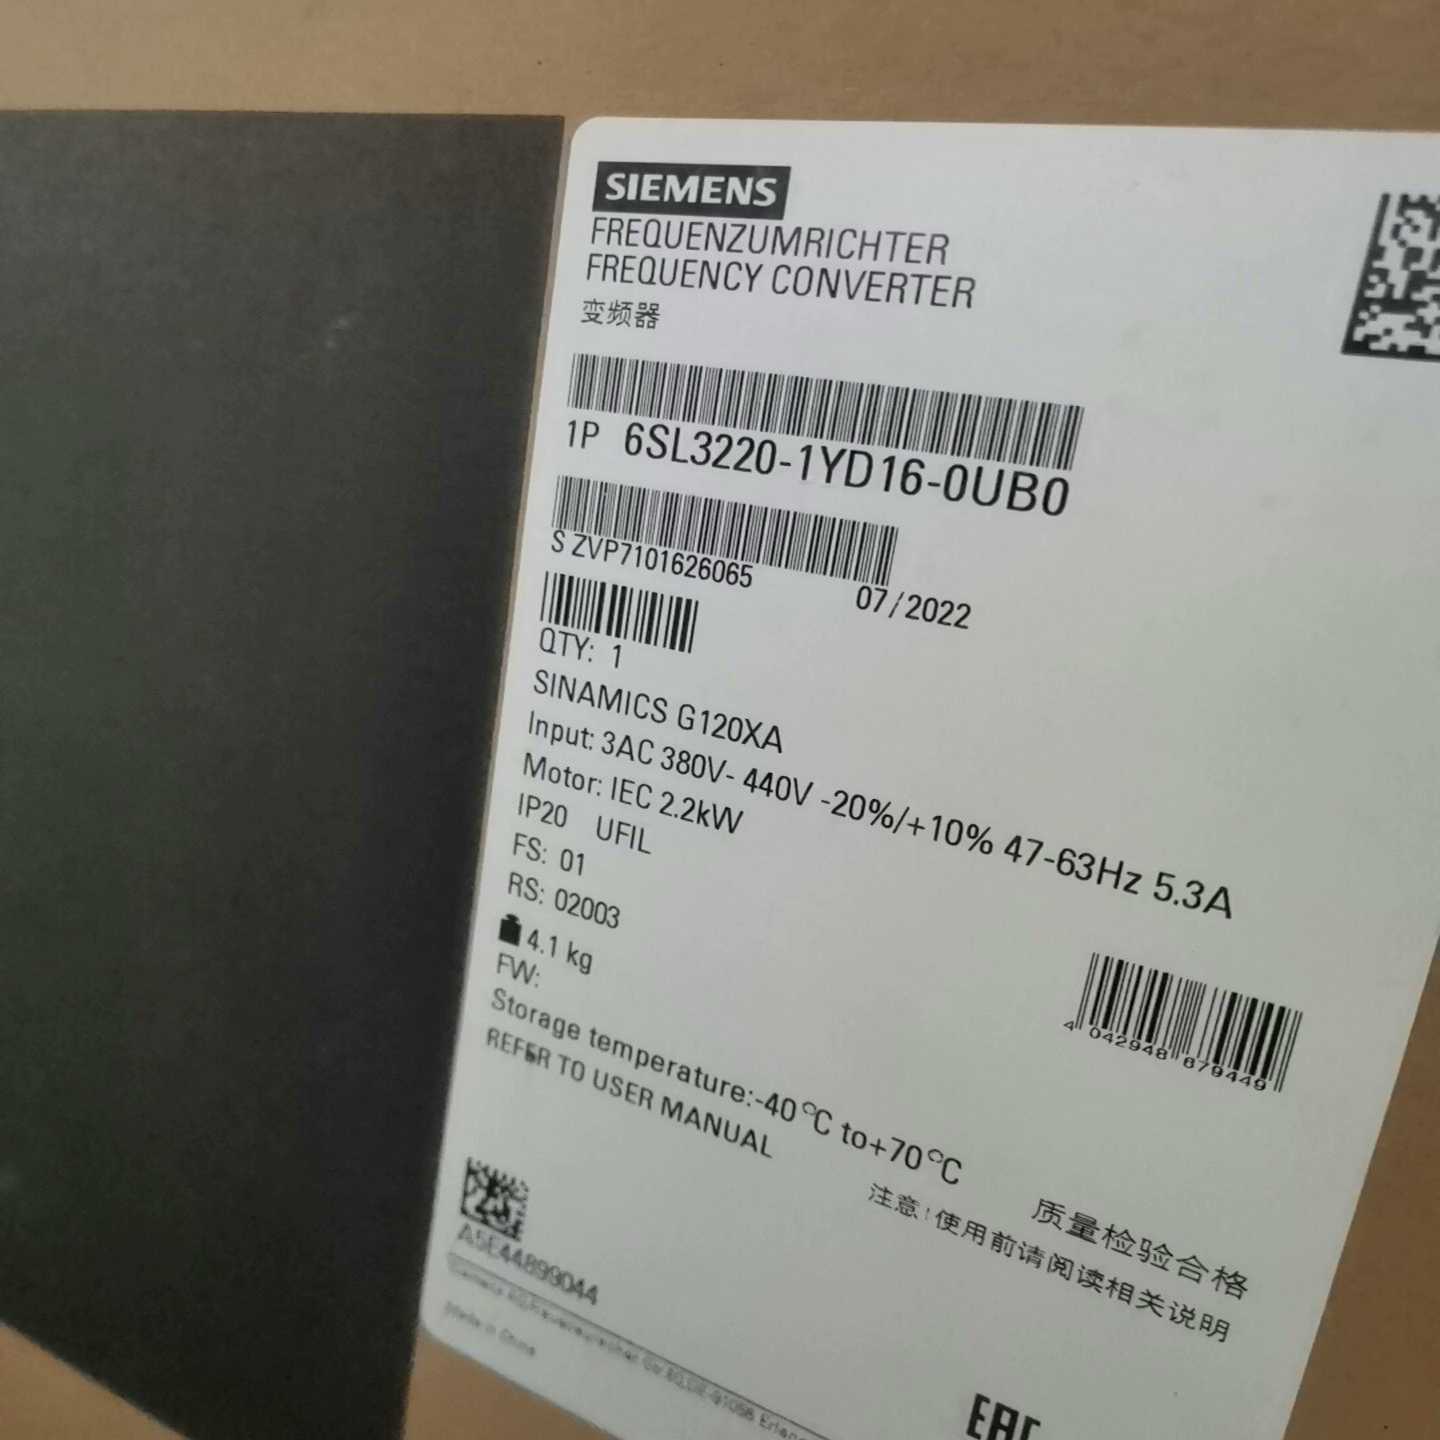 SIEMENS
FREQUENZUMRICHTER
FREQUENCY CONVERTER
变频器
1P 6SL3220-1YD16-0UB0
S ZVP7101626065
07/2022
QTY: 1
SINAMICS G120XA
Input: 3AC 380V- 440V -20%/+10% 47-63Hz 5.3A
Motor: IEC 2.2kW
IP20 UFIL
FS: 01
RS: 02003
4.1 kg
FW:
4 042948 679449
Storage temperature:-40°C to+70°C
REFER TO USER MANUAL
质量检验合格
注意!使用前请阅读相关说明
A5E44899044
Made in China
EAC